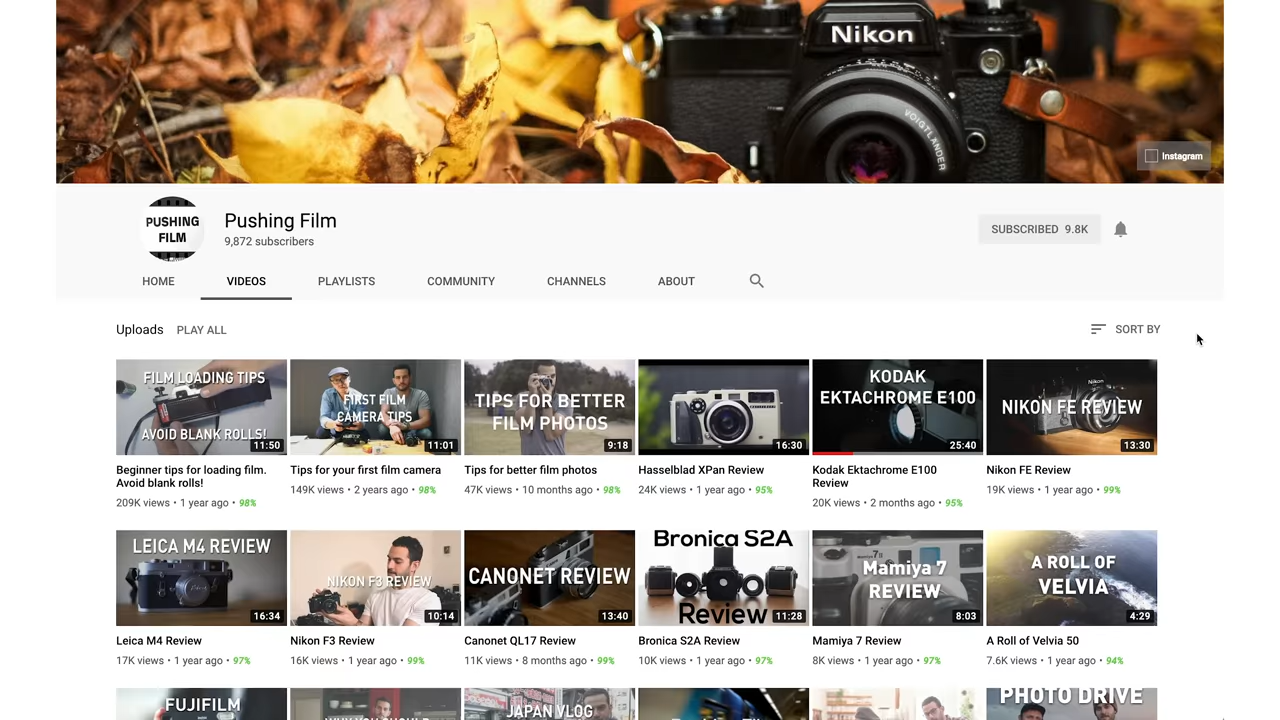 Nikon
VOIGTLANDER
Instagram
PUSHING
FILM
Pushing Film
9,872 subscribers
SUBSCRIBED 9.8K
HOME VIDEOS PLAYLISTS COMMUNITY CHANNELS ABOUT
Uploads PLAY ALL
SORT BY
FILM LOADING TIPS
AVOID BLANK ROLLS!
11:50
FIRST FILM
CAMERA TIPS
11:01
TIPS FOR BETTER
FILM PHOTOS
9:18
16:30
KODAK
EKTACHROME E100
25:40
Nikon
NIKON FE REVIEW
13:30
Beginner tips for loading film.
Avoid blank rolls!
209K views • 1 year ago • 98%
Tips for your first film camera
149K views • 2 years ago • 98%
Tips for better film photos
47K views • 10 months ago • 98%
Hasselblad XPan Review
24K views • 1 year ago • 95%
Kodak Ektachrome E100
Review
20K views • 2 months ago • 95%
Nikon FE Review
19K views • 1 year ago • 99%
LEICA M4 REVIEW
16:34
NIKON F3 REVIEW
10:14
CANONET REVIEW
13:40
Bronica S2A
Review
11:28
Mamiya 7
REVIEW
8:03
A ROLL OF
VELVIA
4:29
Leica M4 Review
17K views • 1 year ago • 97%
Nikon F3 Review
16K views • 1 year ago • 99%
Canonet QL17 Review
11K views • 8 months ago • 99%
Bronica S2A Review
10K views • 1 year ago • 97%
Mamiya 7 Review
8K views • 1 year ago • 97%
A Roll of Velvia 50
7.6K views • 1 year ago • 94%
FUJIFILM
JAPAN VLOG
PHOTO DRIVE